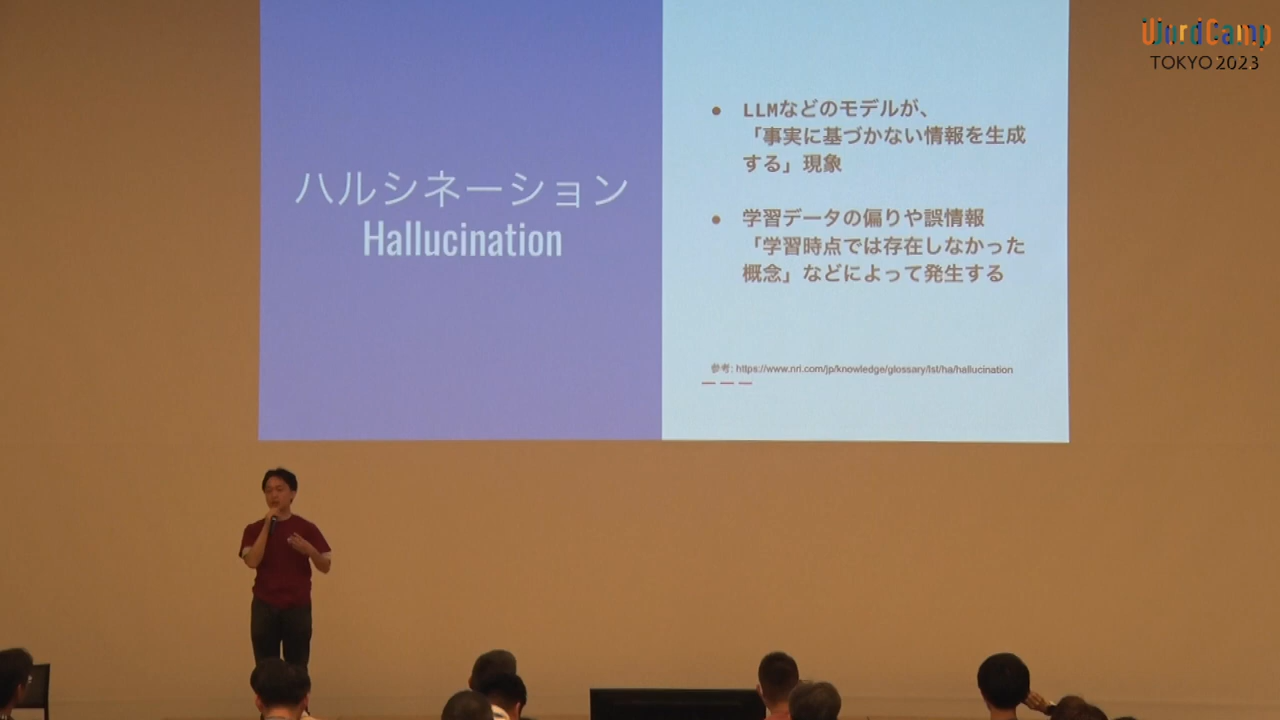 WordCamp
TOKYO 2023
ハルシネーション
Hallucination
● LLMなどのモデルが、
「事実に基づかない情報を生成
する」現象
● 学習データの偏りや誤情報
「学習時点では存在しなかった
概念」などによって発生する
参考: https://www.nri.com/jp/knowledge/glossary/lst/ha/hallucination